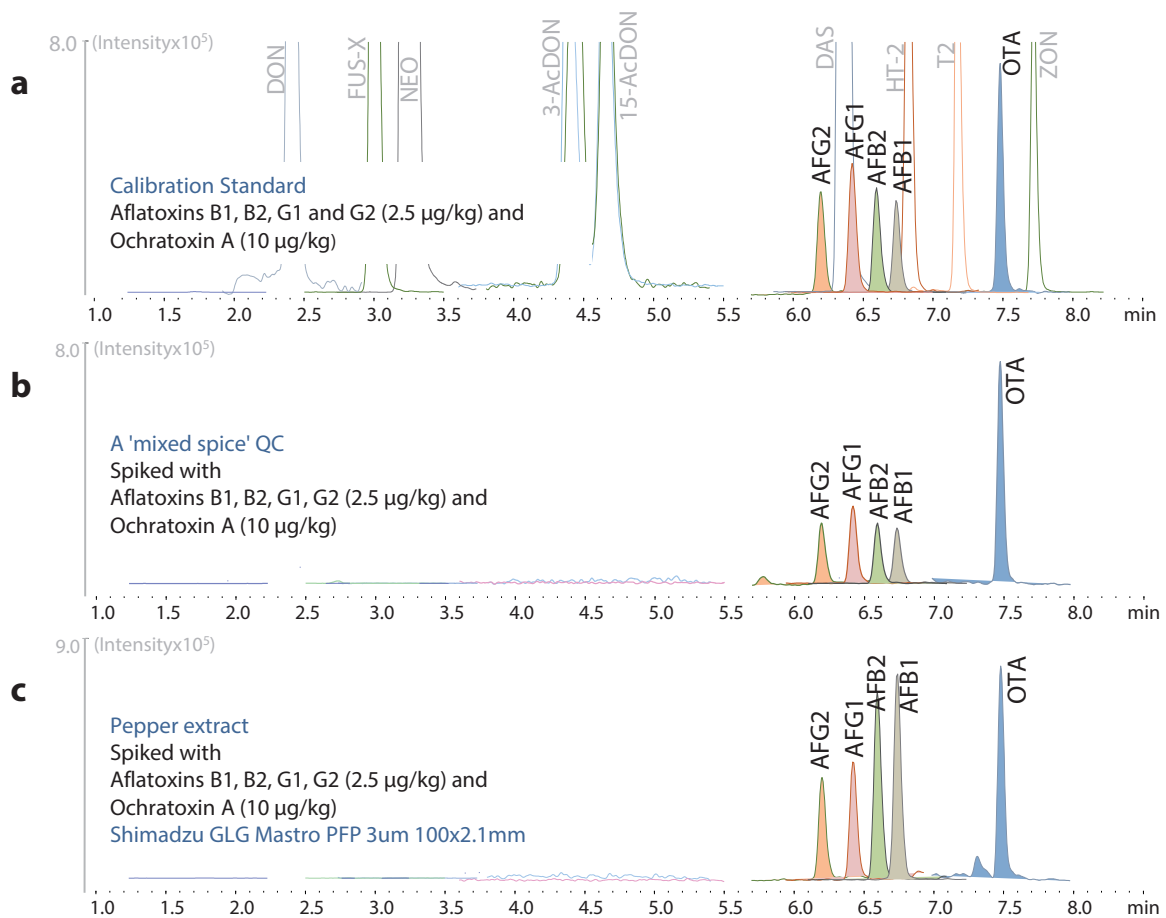 8.0 (Intensityx10⁵)
a
DON
FUS-X
NEO
3-AcDON
15-AcDON
AFG2
DAS
AFG1
AFB2
AFB1
HT-2
T2
OTA
ZON
Calibration Standard
Aflatoxins B1, B2, G1 and G2 (2.5 µg/kg) and
Ochratoxin A (10 µg/kg)
1.0 1.5 2.0 2.5 3.0 3.5 4.0 4.5 5.0 5.5 6.0 6.5 7.0 7.5 8.0 min
8.0 (Intensityx10⁵)
b
AFG2
AFG1
AFB2
AFB1
OTA
A 'mixed spice' QC
Spiked with
Aflatoxins B1, B2, G1, G2 (2.5 µg/kg) and
Ochratoxin A (10 µg/kg)
1.0 1.5 2.0 2.5 3.0 3.5 4.0 4.5 5.0 5.5 6.0 6.5 7.0 7.5 8.0 min
9.0 (Intensityx10⁵)
c
AFG2
AFG1
AFB2
AFB1
OTA
Pepper extract
Spiked with
Aflatoxins B1, B2, G1, G2 (2.5 µg/kg) and
Ochratoxin A (10 µg/kg)
Shimadzu GLG Mastro PFP 3um 100x2.1mm
1.0 1.5 2.0 2.5 3.0 3.5 4.0 4.5 5.0 5.5 6.0 6.5 7.0 7.5 8.0 min